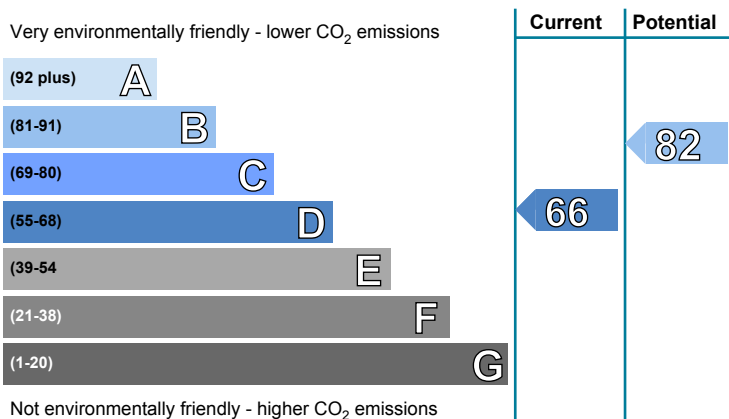 Very environmentally friendly - lower CO₂ emissions
Current
Potential
(92 plus) A
(81-91) B
82
(69-80) C
(55-68) D
66
(39-54 E
(21-38) F
(1-20) G
Not environmentally friendly - higher CO₂ emissions